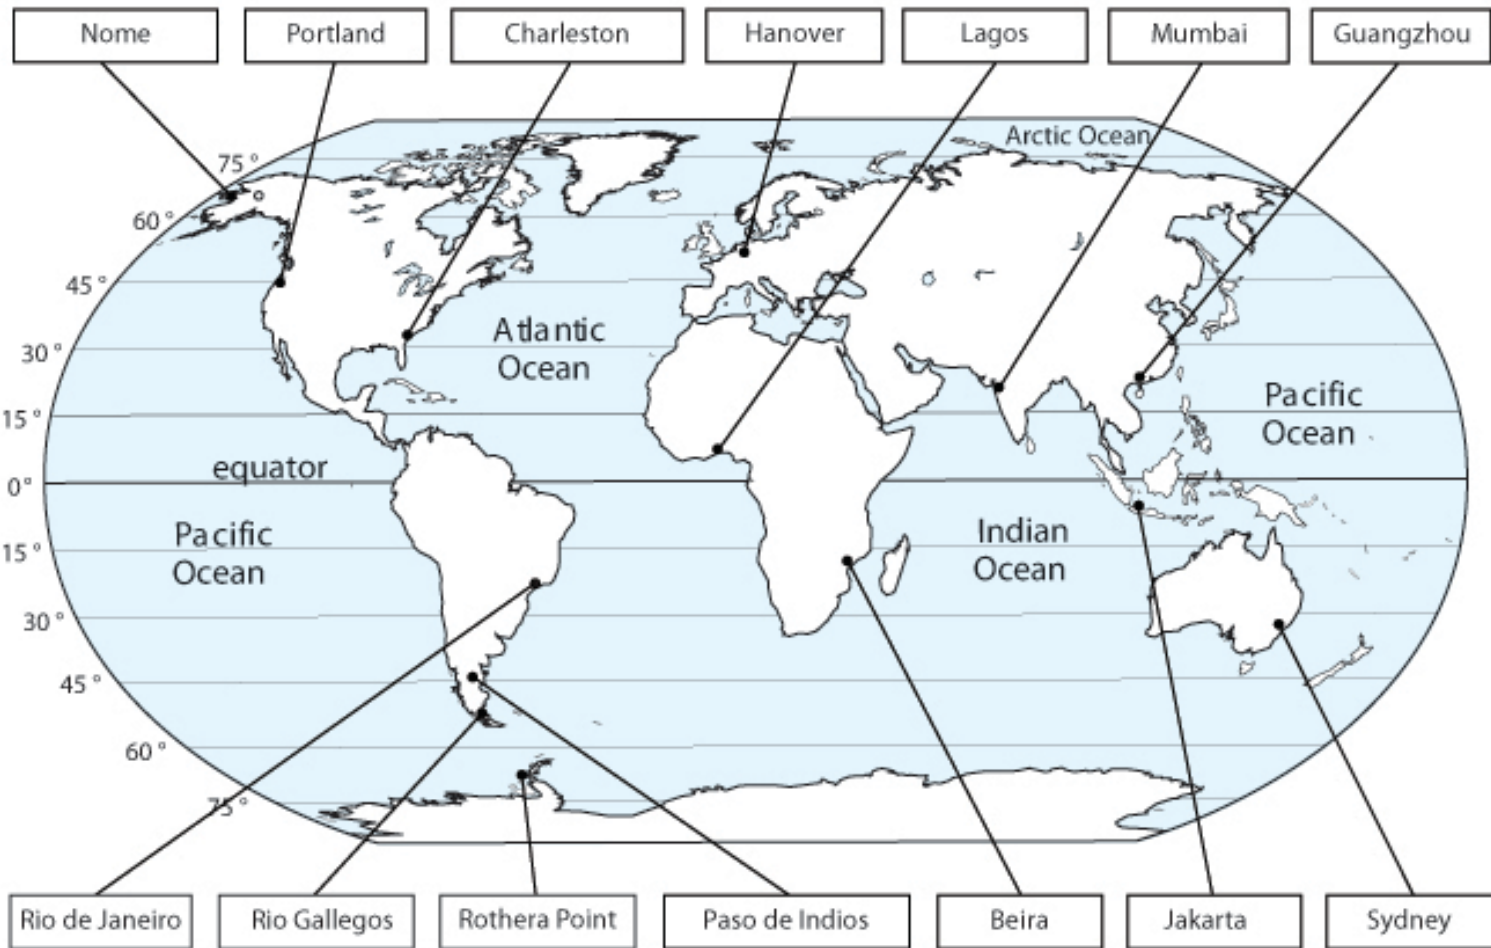 Nome
Portland
Charleston
Hanover
Lagos
Mumbai
Guangzhou
Arctic Ocean
75°
60°
45°
Atlantic
Ocean
30°
Pacific
Ocean
15°
equator
0°
Pacific
Ocean
Indian
Ocean
15°
30°
45°
60°
75°
Rio de Janeiro
Rio Gallegos
Rothera Point
Paso de Indios
Beira
Jakarta
Sydney